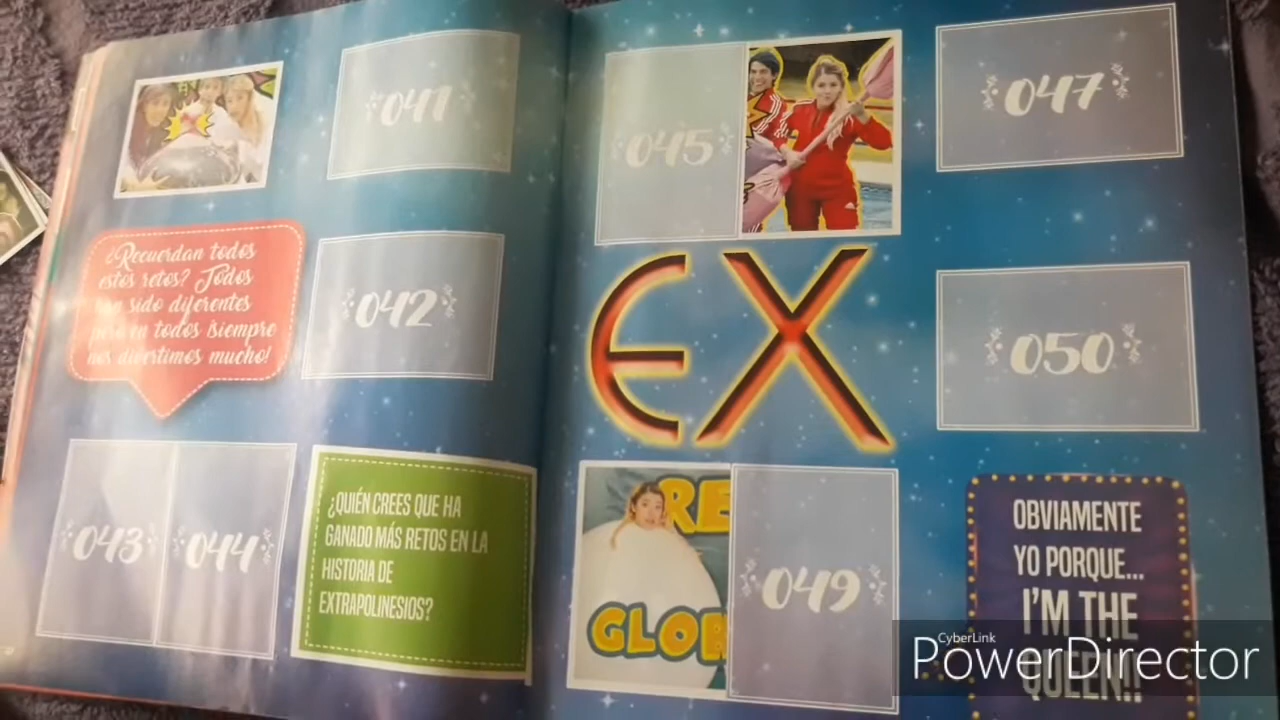 041
¿Recuerdan todos
estos retos? Todos
han sido diferentes
pero en todos ¡siempre
nos divertimos mucho!
042
043
044
¿QUIÉN CREES QUE HA
GANADO MÁS RETOS EN LA
HISTORIA DE
EXTRAPOLINESIOS?
045
047
EX
050
RE
GLOB
049
OBVIAMENTE
YO PORQUE...
I'M THE
QUEEN!!
CyberLink
PowerDirector